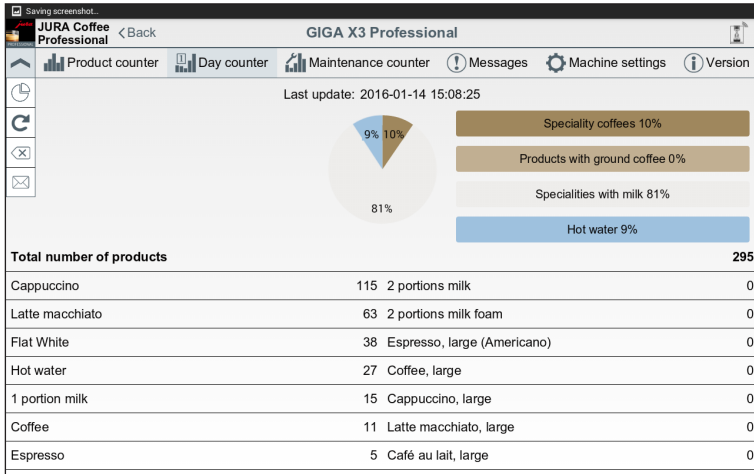 Saving screenshot...
JURA Coffee
Professional
Back
GIGA X3 Professional
Product counter
1
Day counter
Maintenance counter
Messages
Machine settings
Version
Last update: 2016-01-14 15:08:25
9%
10%
81%
Speciality coffees 10%
Products with ground coffee 0%
Specialities with milk 81%
Hot water 9%
Total number of products 295
Cappuccino 115 2 portions milk 0
Latte macchiato 63 2 portions milk foam 0
Flat White 38 Espresso, large (Americano) 0
Hot water 27 Coffee, large 0
1 portion milk 15 Cappuccino, large 0
Coffee 11 Latte macchiato, large 0
Espresso 5 Café au lait, large 0